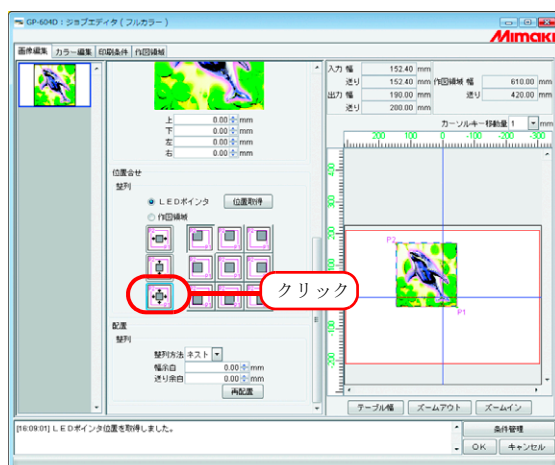 GP-604D : ジョブエディタ ( フルカラー )
Mimaki
画像編集 カラー編集 印刷条件 作図領域
上 0.00 mm
下 0.00 mm
左 0.00 mm
右 0.00 mm
位置合せ
整列
LEDポインタ 位置取得
作図領域
クリック
配置
整列
整列方法 ネスト
幅余白 0.00 mm
送り余白 0.00 mm
再配置
入力 幅 152.40 mm
送り 152.40 mm 作図領域 幅 610.00 mm
出力 幅 190.00 mm 送り 420.00 mm
送り 200.00 mm
カーソルキー移動量 1 mm
200 100 0 -100 -200 -300
P2
P1
テーブル幅 ズームアウト ズームイン
[16:09:01] LEDポインタ位置を取得しました。
条件管理
OK キャンセル